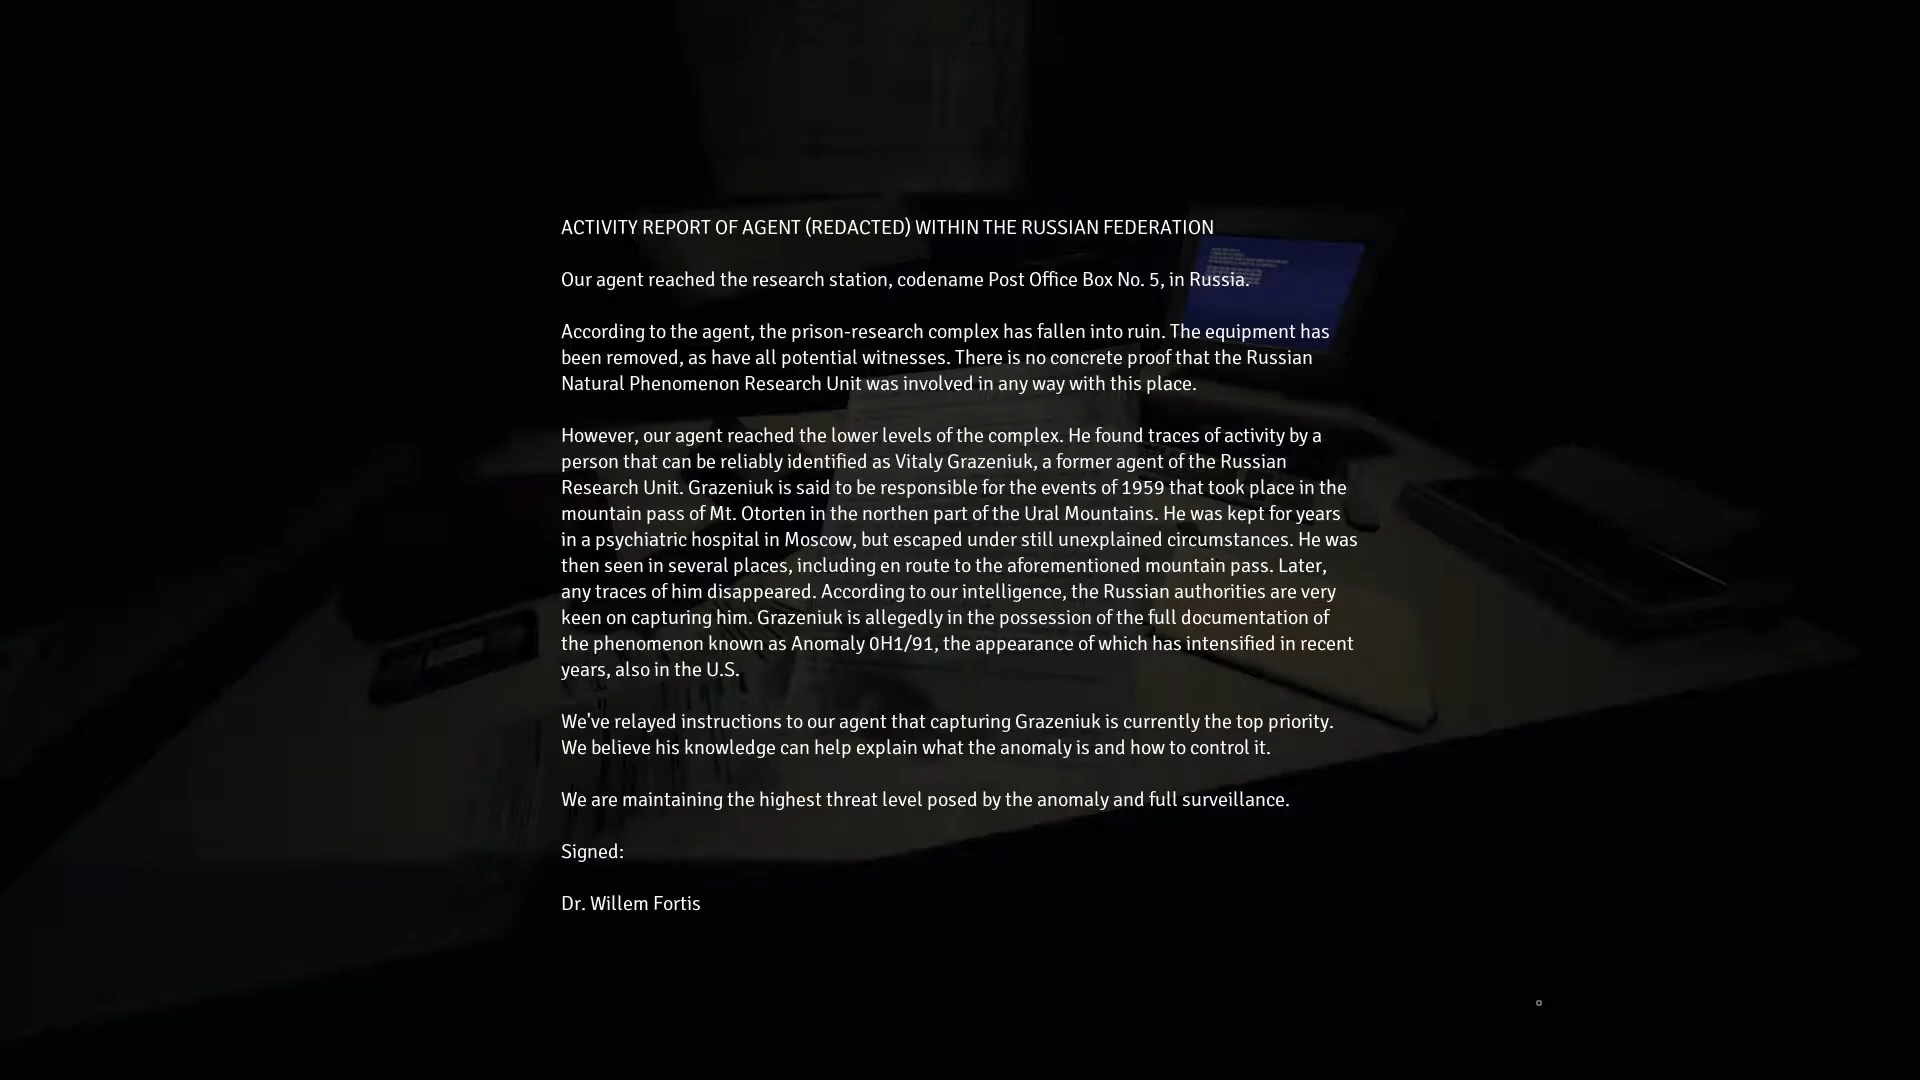 ACTIVITY REPORT OF AGENT (REDACTED) WITHIN THE RUSSIAN FEDERATION
Our agent reached the research station, codename Post Office Box No. 5, in Russia.
According to the agent, the prison-research complex has fallen into ruin. The equipment has
been removed, as have all potential witnesses. There is no concrete proof that the Russian
Natural Phenomenon Research Unit was involved in any way with this place.
However, our agent reached the lower levels of the complex. He found traces of activity by a
person that can be reliably identified as Vitaly Grazeniuk, a former agent of the Russian
Research Unit. Grazeniuk is said to be responsible for the events of 1959 that took place in the
mountain pass of Mt. Otorten in the northen part of the Ural Mountains. He was kept for years
in a psychiatric hospital in Moscow, but escaped under still unexplained circumstances. He was
then seen in several places, including en route to the aforementioned mountain pass. Later,
any traces of him disappeared. According to our intelligence, the Russian authorities are very
keen on capturing him. Grazeniuk is allegedly in the possession of the full documentation of
the phenomenon known as Anomaly 0H1/91, the appearance of which has intensified in recent
years, also in the U.S.
We've relayed instructions to our agent that capturing Grazeniuk is currently the top priority.
We believe his knowledge can help explain what the anomaly is and how to control it.
We are maintaining the highest threat level posed by the anomaly and full surveillance.
Signed:
Dr. Willem Fortis